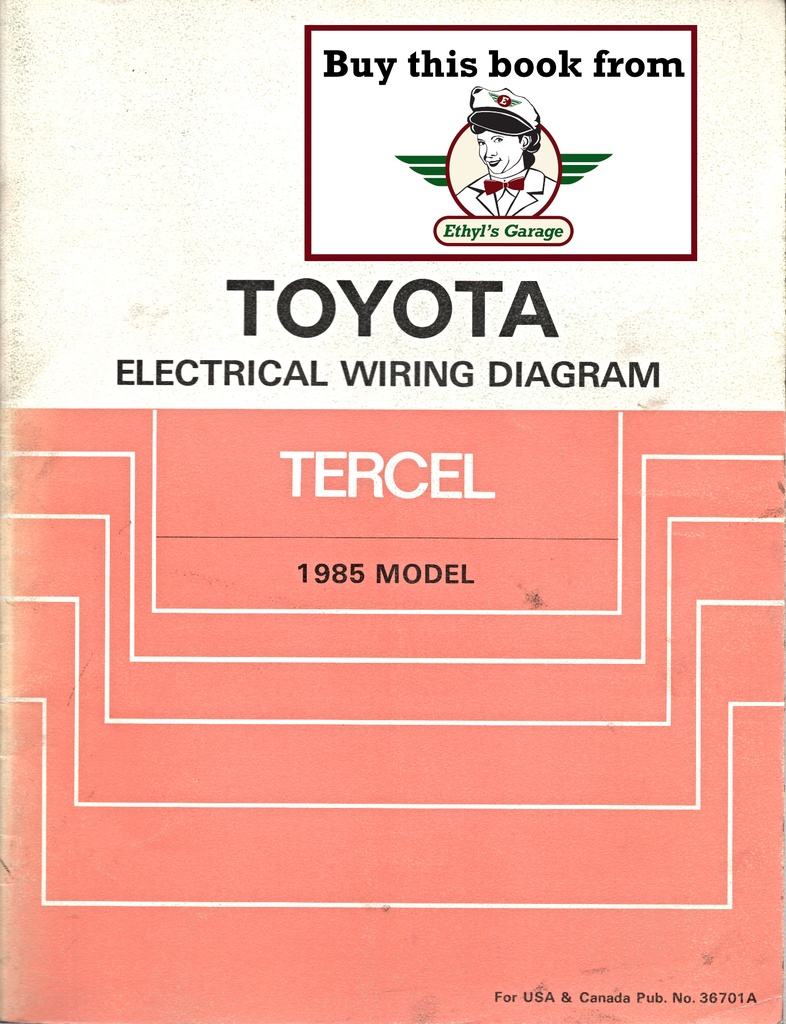 Buy this book from
E
Ethyl's Garage
TOYOTA
ELECTRICAL WIRING DIAGRAM
TERCEL
1985 MODEL
For USA & Canada Pub. No. 36701A